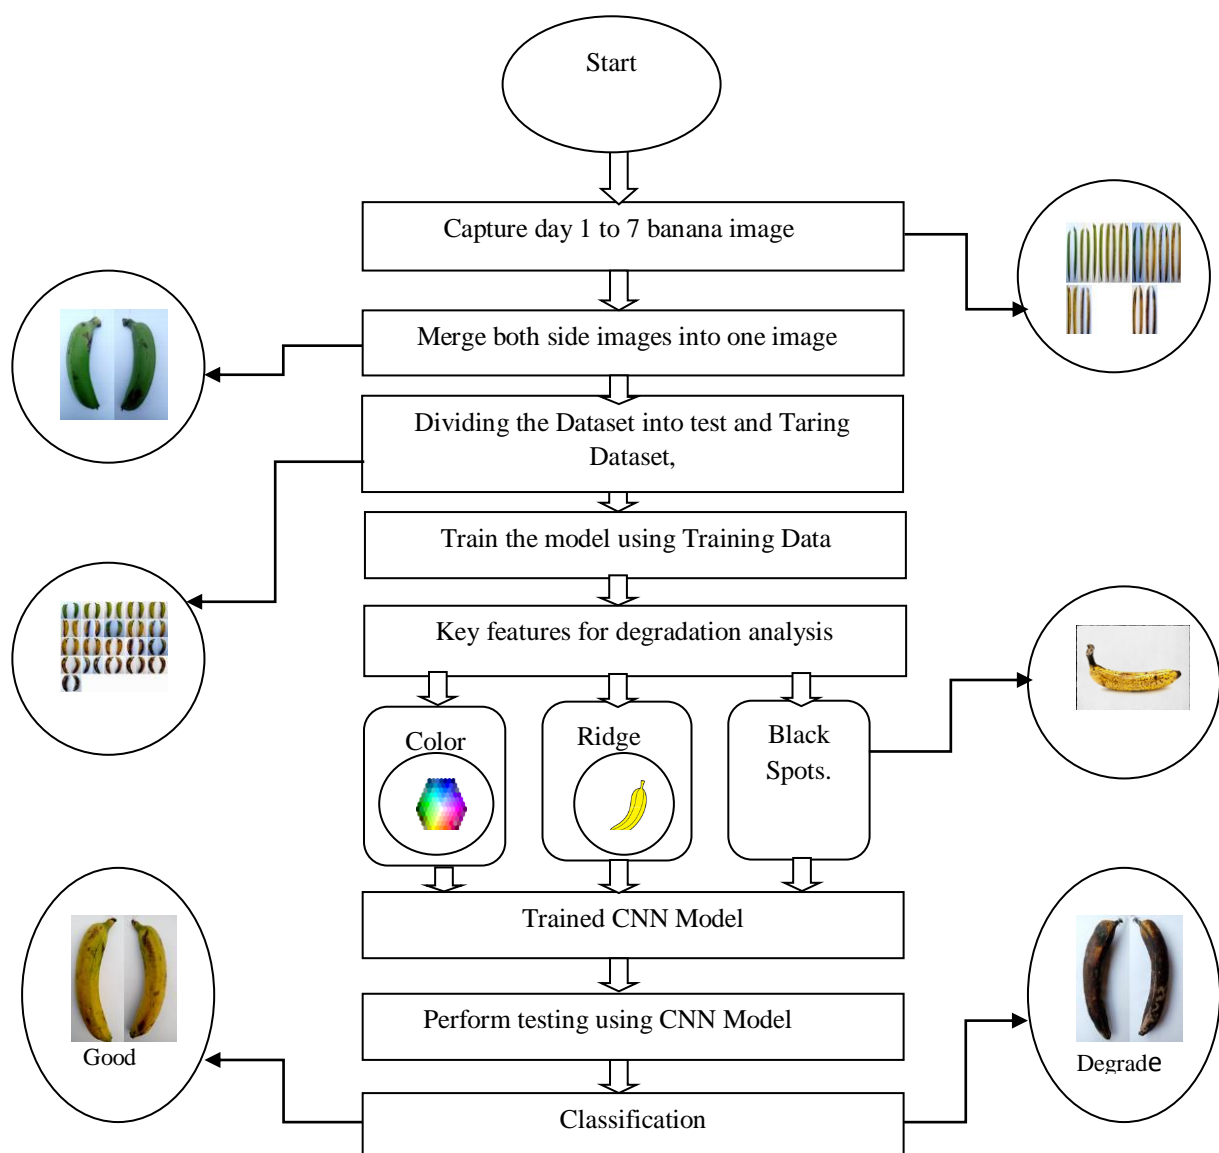 Start
Capture day 1 to 7 banana image
Merge both side images into one image
Dividing the Dataset into test and Taring
Dataset,
Train the model using Training Data
Key features for degradation analysis
Color
Ridge
Black
Spots.
Trained CNN Model
Perform testing using CNN Model
Good
Degrade
Classification